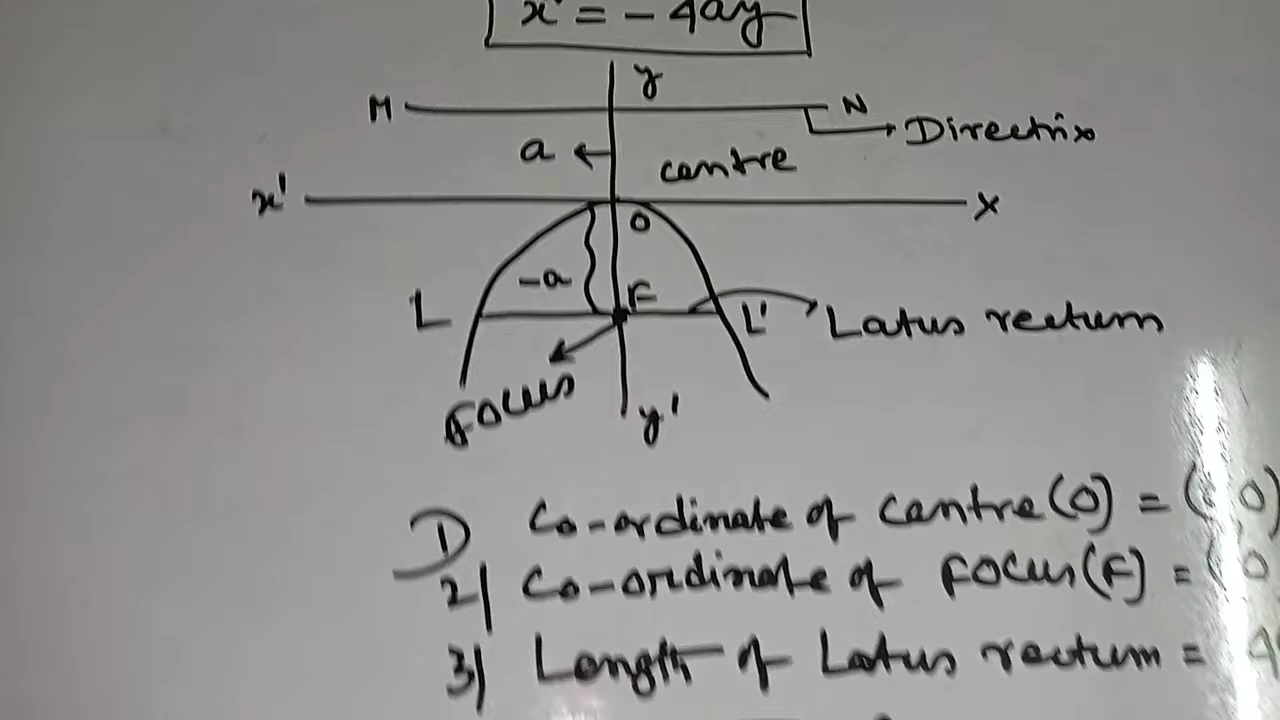 x² = - 4ay
y
M N
Directrix
a ← centre
x' X
O
-a F
L L' Latus rectum
Focus
y'
1) Co-ordinate of centre(O) = ( ,0)
2) Co-ordinate of Focus(F) = (0
3) Length of Latus rectum = 4